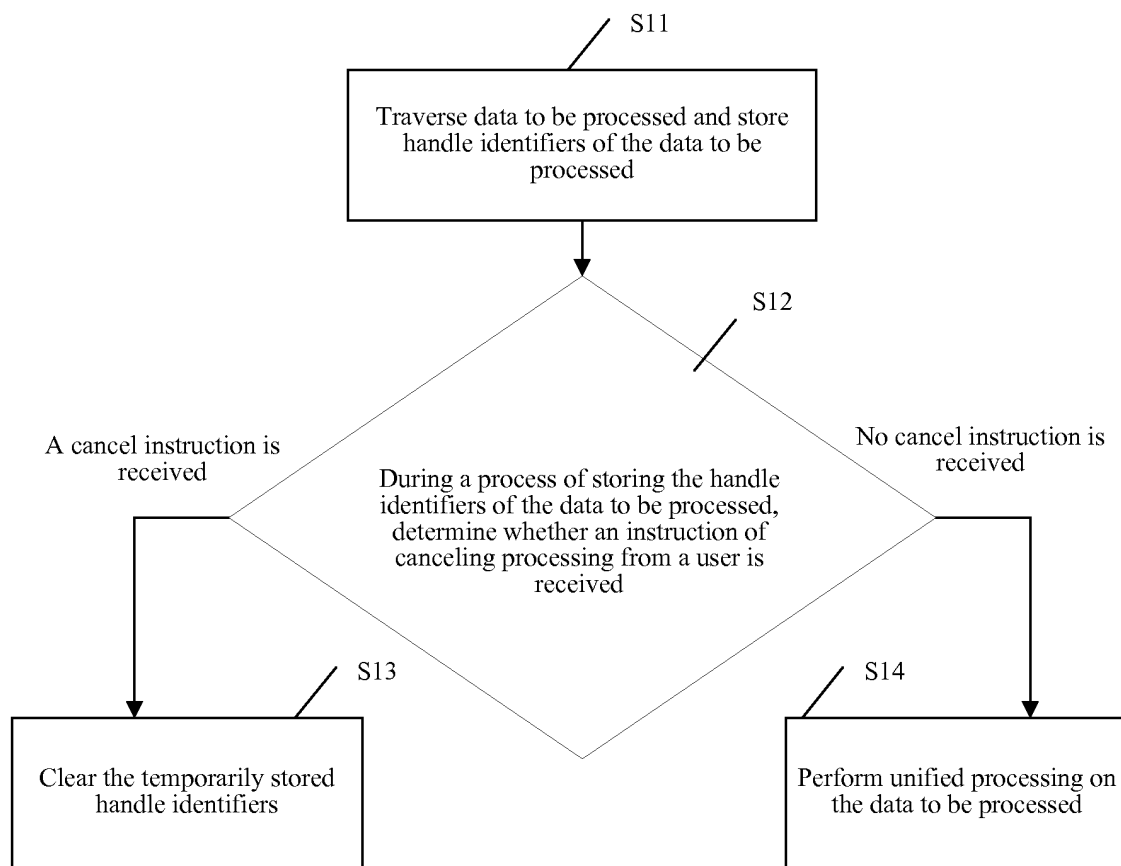 S11
Traverse data to be processed and store
handle identifiers of the data to be
processed
S12
A cancel instruction is
received
No cancel instruction is
received
During a process of storing the handle
identifiers of the data to be processed,
determine whether an instruction of
canceling processing from a user is
received
S13
S14
Clear the temporarily stored
handle identifiers
Perform unified processing on
the data to be processed